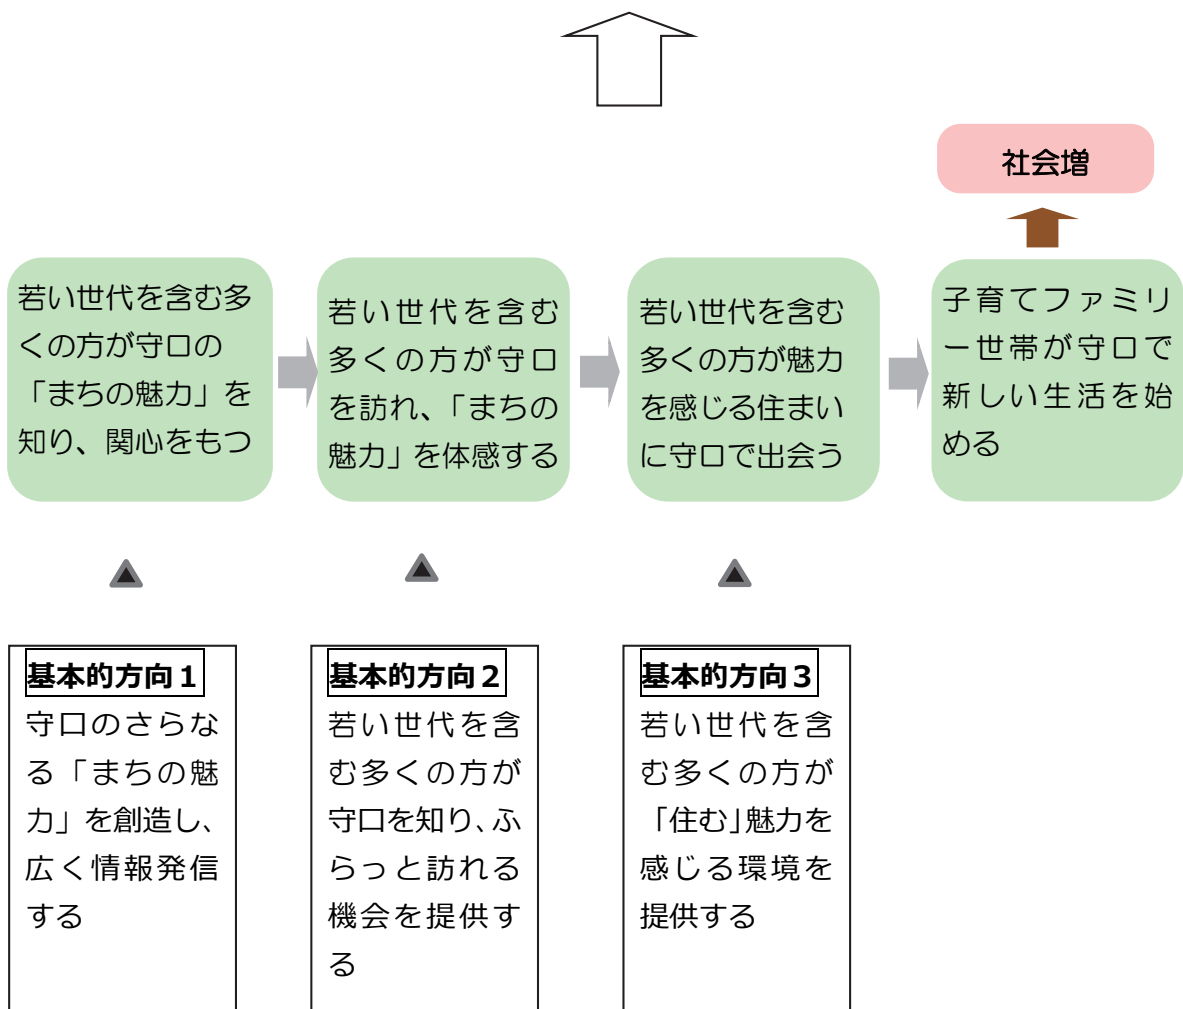 社会増
若い世代を含む多
くの方が守口の
「まちの魅力」を
知り、関心をもつ
若い世代を含む
多くの方が守口
を訪れ、「まちの
魅力」を体感する
若い世代を含む
多くの方が魅力
を感じる住まい
に守口で出会う
子育てファミリ
ー世帯が守口で
新しい生活を始
める
基本的方向1
守口のさらな
る「まちの魅
力」を創造し、
広く情報発信
する
基本的方向2
若い世代を含
む多くの方が
守口を知り、ふ
らっと訪れる
機会を提供す
る
基本的方向3
若い世代を含
む多くの方が
「住む」魅力を
感じる環境を
提供する